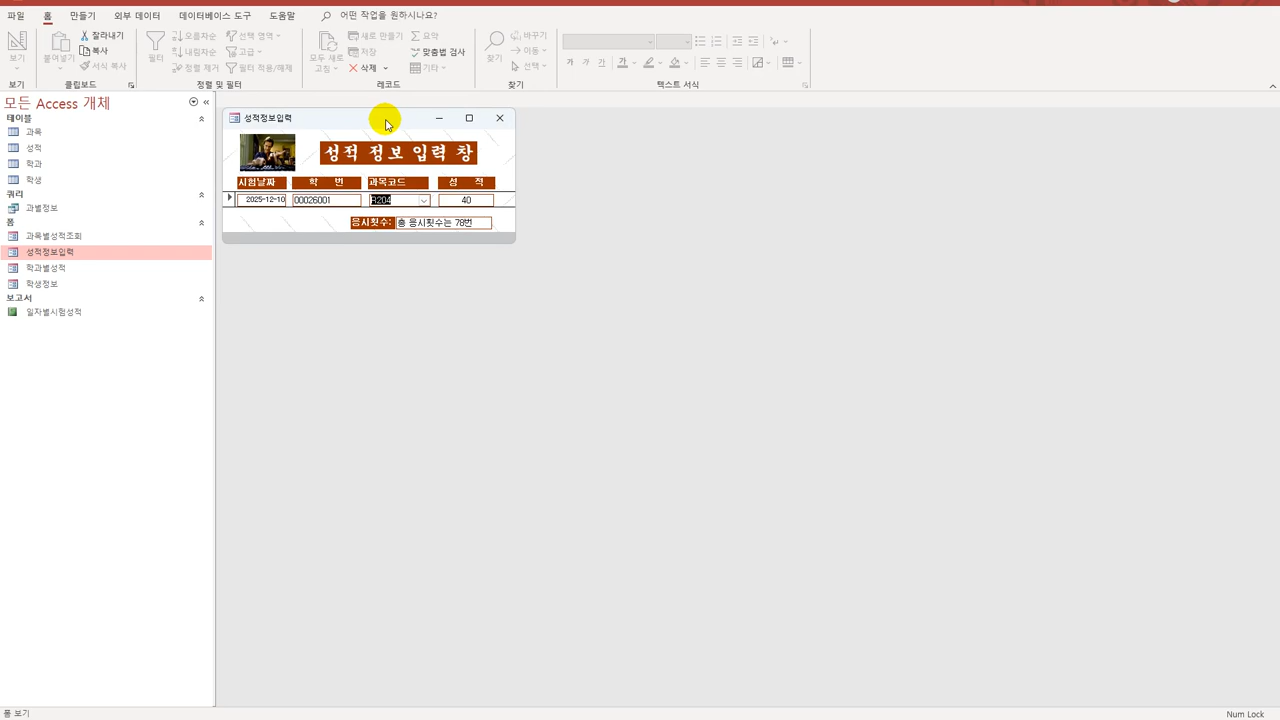 파일 홈 만들기 외부 데이터 데이터베이스 도구 도움말 어떤 작업을 원하시나요?
보기
붙여넣기
잘라내기
복사
서식 복사
필터
오름차순
내림차순
정렬 제거
선택 영역
고급
필터 적용/해제
모두 새로
고침
새로 만들기
저장
삭제
요약
맞춤법 검사
기타
찾기
바꾸기
이동
선택
가 가 가 가
보기 클립보드 정렬 및 필터 레코드 찾기 텍스트 서식
모든 Access 개체
테이블
과목
성적
학과
학생
쿼리
과별정보
폼
과목별성적조회
성적정보입력
학과별성적
학생정보
보고서
일자별시험성적
성적정보입력
성적 정보 입력 창
시험날짜 학 번 과목코드 성 적
2025-12-10 00026001 40
응시횟수: 총 응시횟수는 78번
폼 보기
Num Lock